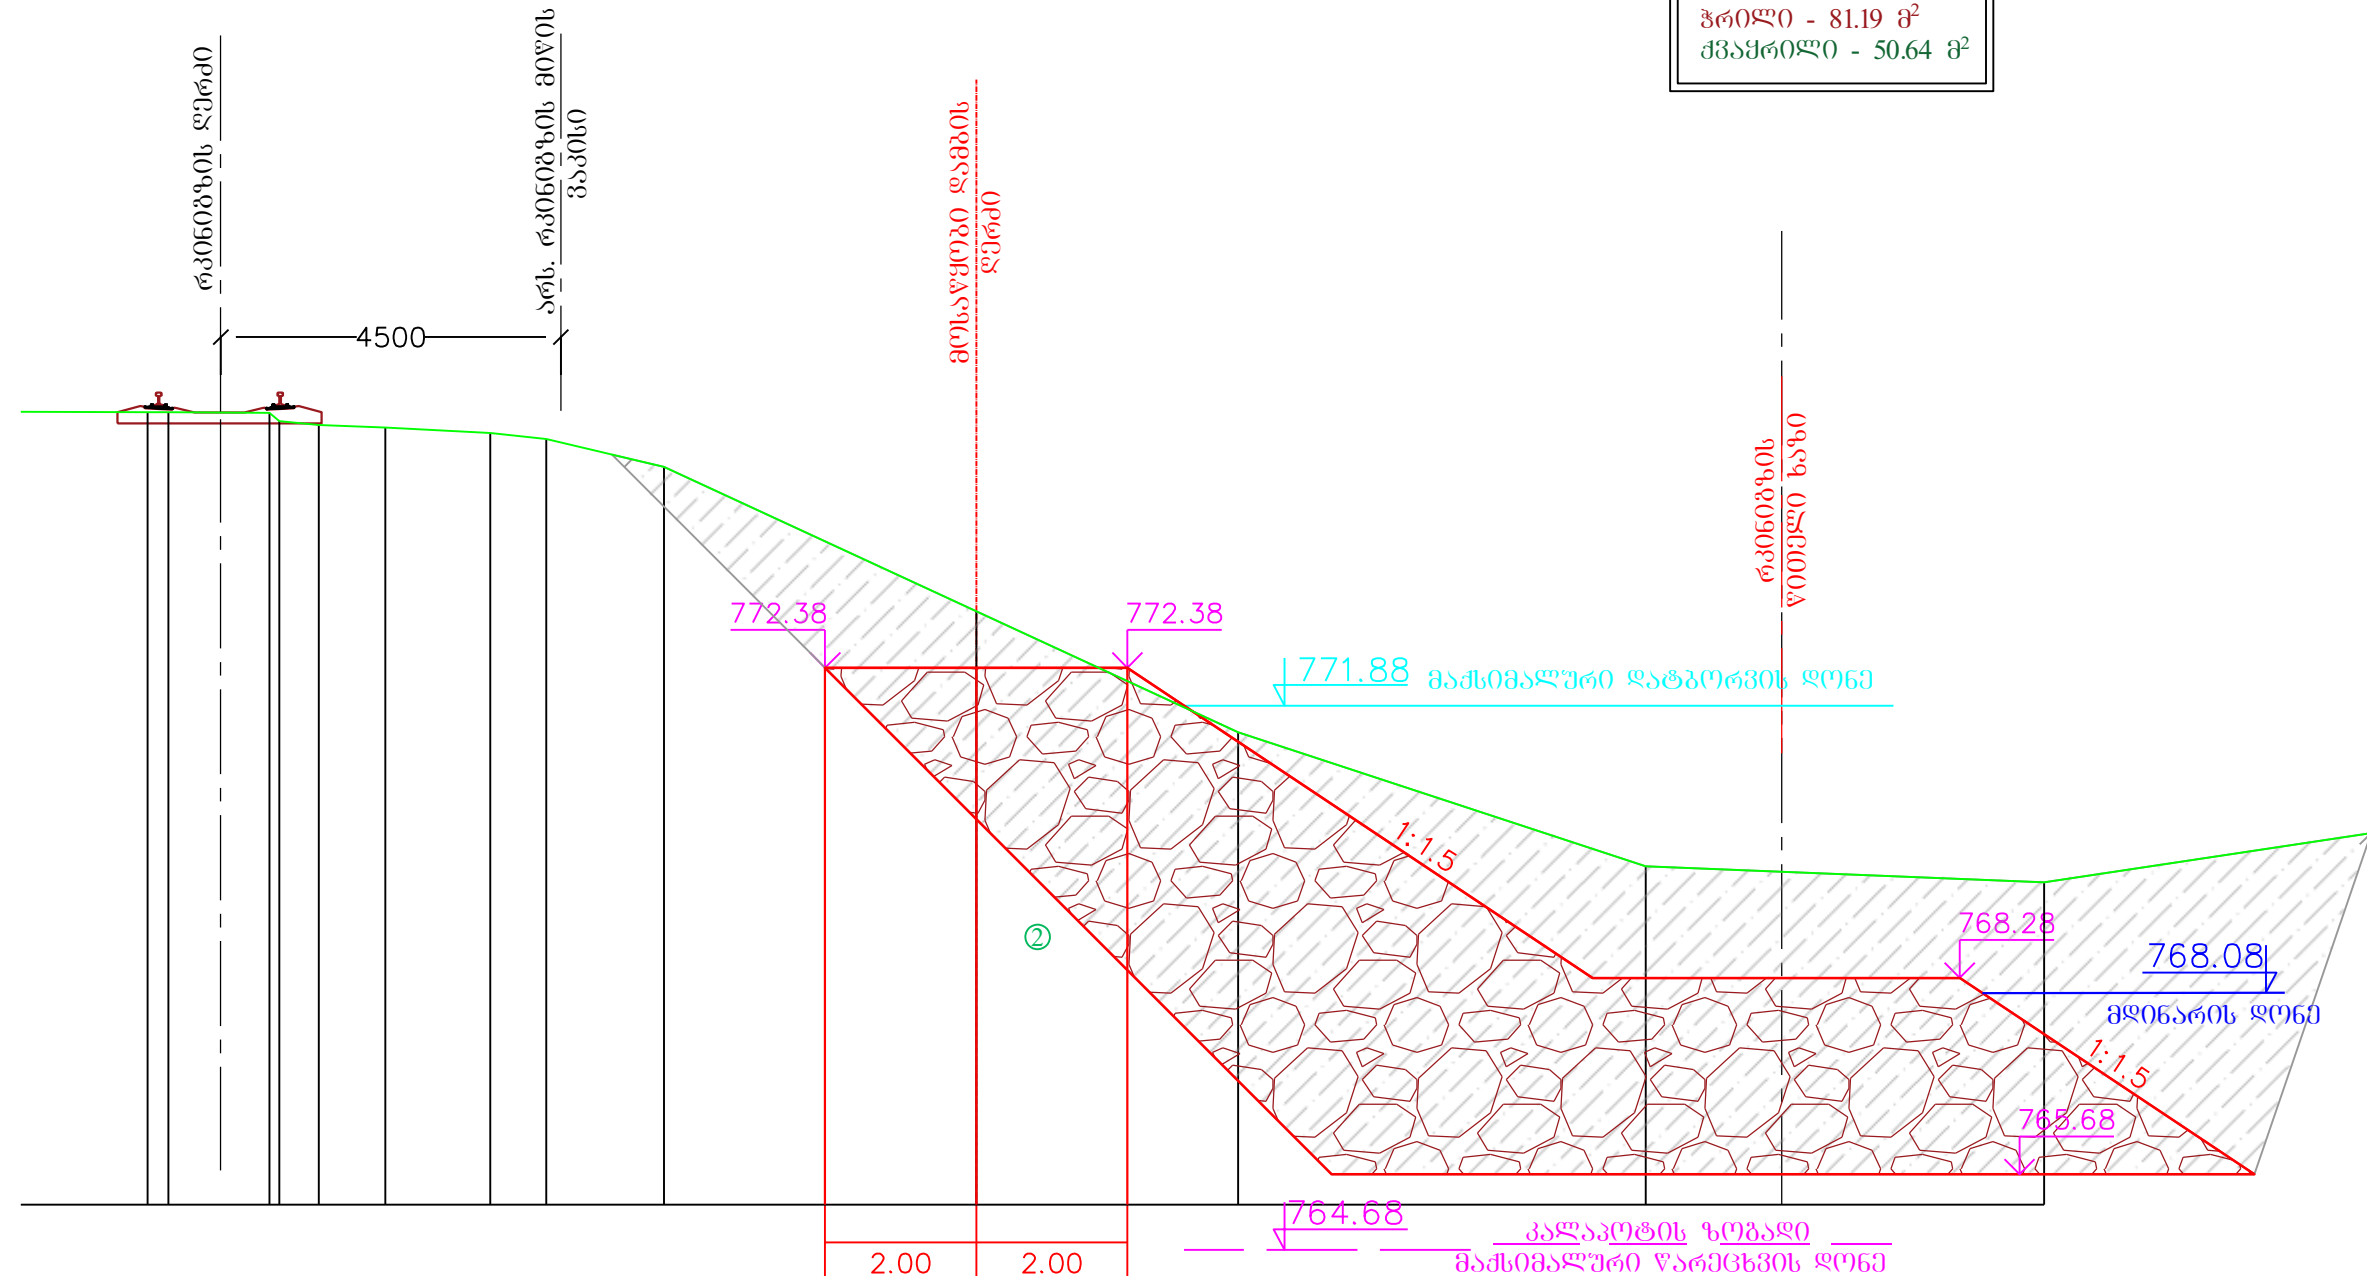 ჭრილი - 81.19 მ²
ქვაყრილი - 50.64 მ²
რკინიგზის ღერძი
არს. რკინიგზის მიწის
ვაკისი
მოსაწყობი დამბის
ღერძი
რკინიგზის
წითელი ხაზი
4500
772.38
772.38
771.88 მაქსიმალური დატბორვის დონე
1:1.5
②
768.28
768.08
მდინარის დონე
1:1.5
765.68
764.68
კალაპოტის ზოგადი
მაქსიმალური წარეცხვის დონე
2.00
2.00